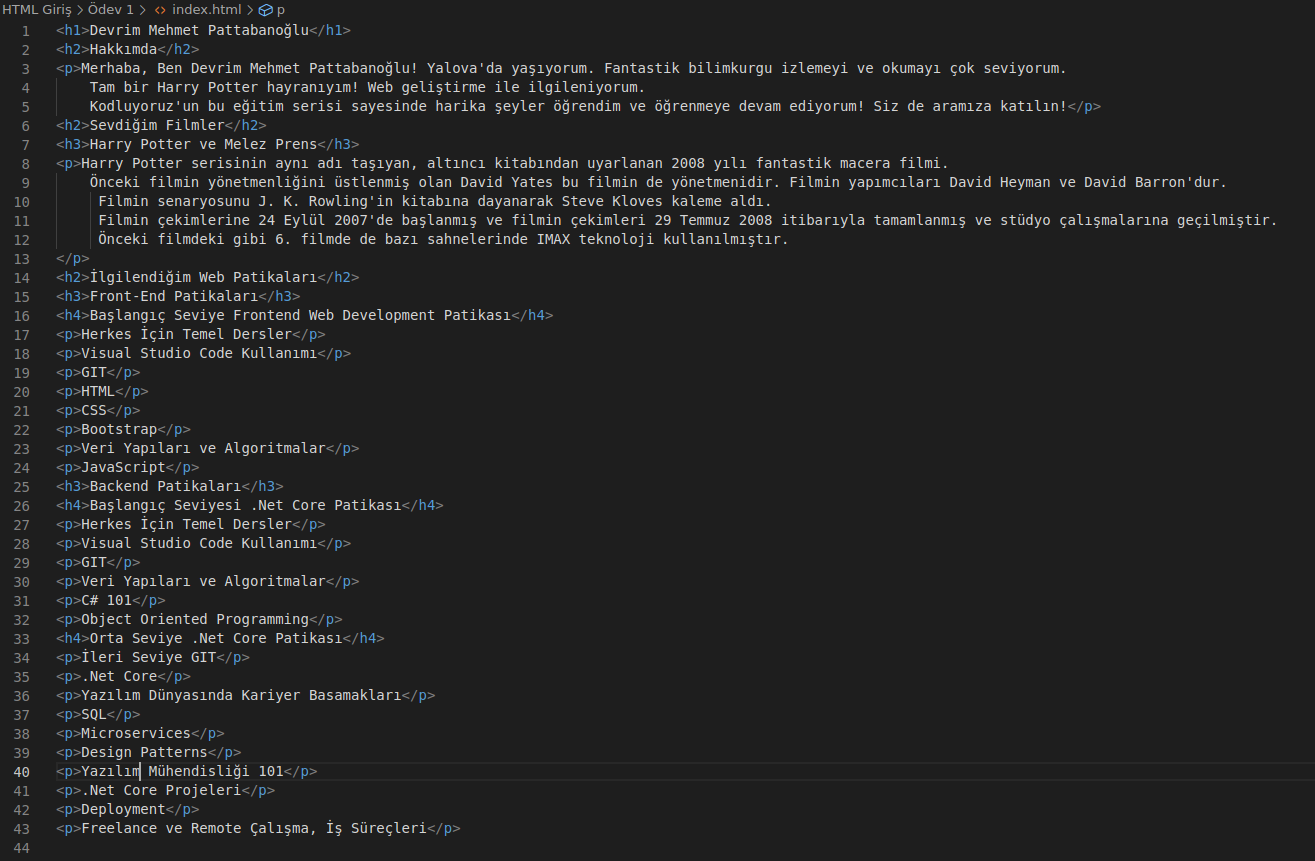 HTML Giriş > Ödev 1 > <> index.html > p
1 <h1>Devrim Mehmet Pattabanoğlu</h1>
2 <h2>Hakkımda</h2>
3 <p>Merhaba, Ben Devrim Mehmet Pattabanoğlu! Yalova'da yaşıyorum. Fantastik bilimkurgu izlemeyi ve okumayı çok seviyorum.
4     Tam bir Harry Potter hayranıyım! Web geliştirme ile ilgileniyorum.
5     Kodluyoruz'un bu eğitim serisi sayesinde harika şeyler öğrendim ve öğrenmeye devam ediyorum! Siz de aramıza katılın!</p>
6 <h2>Sevdiğim Filmler</h2>
7 <h3>Harry Potter ve Melez Prens</h3>
8 <p>Harry Potter serisinin aynı adı taşıyan, altıncı kitabından uyarlanan 2008 yılı fantastik macera filmi.
9     Önceki filmin yönetmenliğini üstlenmiş olan David Yates bu filmin de yönetmenidir. Filmin yapımcıları David Heyman ve David Barron'dur.
10      Filmin senaryosunu J. K. Rowling'in kitabına dayanarak Steve Kloves kaleme aldı.
11      Filmin çekimlerine 24 Eylül 2007'de başlanmış ve filmin çekimleri 29 Temmuz 2008 itibarıyla tamamlanmış ve stüdyo çalışmalarına geçilmiştir.
12      Önceki filmdeki gibi 6. filmde de bazı sahnelerinde IMAX teknoloji kullanılmıştır.
13 </p>
14 <h2>İlgilendiğim Web Patikaları</h2>
15 <h3>Front-End Patikaları</h3>
16 <h4>Başlangıç Seviye Frontend Web Development Patikası</h4>
17 <p>Herkes İçin Temel Dersler</p>
18 <p>Visual Studio Code Kullanımı</p>
19 <p>GIT</p>
20 <p>HTML</p>
21 <p>CSS</p>
22 <p>Bootstrap</p>
23 <p>Veri Yapıları ve Algoritmalar</p>
24 <p>JavaScript</p>
25 <h3>Backend Patikaları</h3>
26 <h4>Başlangıç Seviyesi .Net Core Patikası</h4>
27 <p>Herkes İçin Temel Dersler</p>
28 <p>Visual Studio Code Kullanımı</p>
29 <p>GIT</p>
30 <p>Veri Yapıları ve Algoritmalar</p>
31 <p>C# 101</p>
32 <p>Object Oriented Programming</p>
33 <h4>Orta Seviye .Net Core Patikası</h4>
34 <p>İleri Seviye GIT</p>
35 <p>.Net Core</p>
36 <p>Yazılım Dünyasında Kariyer Basamakları</p>
37 <p>SQL</p>
38 <p>Microservices</p>
39 <p>Design Patterns</p>
40 <p>Yazılım Mühendisliği 101</p>
41 <p>.Net Core Projeleri</p>
42 <p>Deployment</p>
43 <p>Freelance ve Remote Çalışma, İş Süreçleri</p>
44